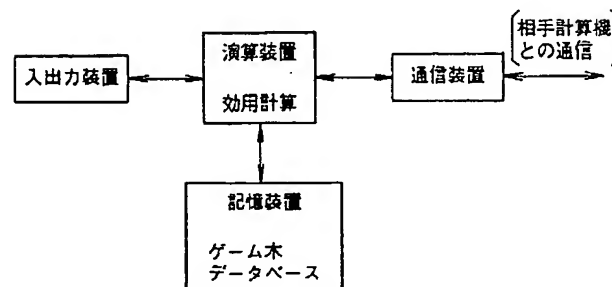 入出力装置
演算装置
効用計算
通信装置
相手計算機
との通信
記憶装置
ゲーム木
データベース